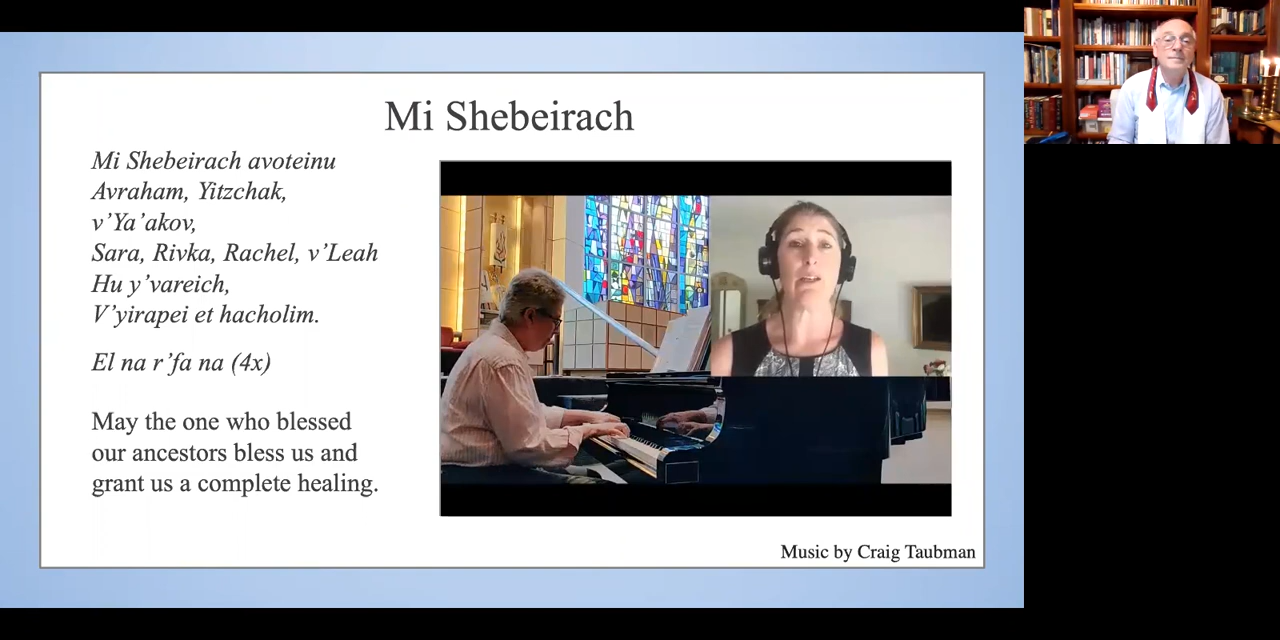 Mi Shebeirach
Mi Shebeirach avoteinu
Avraham, Yitzchak,
v’Ya’akov,
Sara, Rivka, Rachel, v’Leah
Hu y’vareich,
V’yirapei et hacholim.
El na r’fa na (4x)
May the one who blessed
our ancestors bless us and
grant us a complete healing.
Music by Craig Taubman